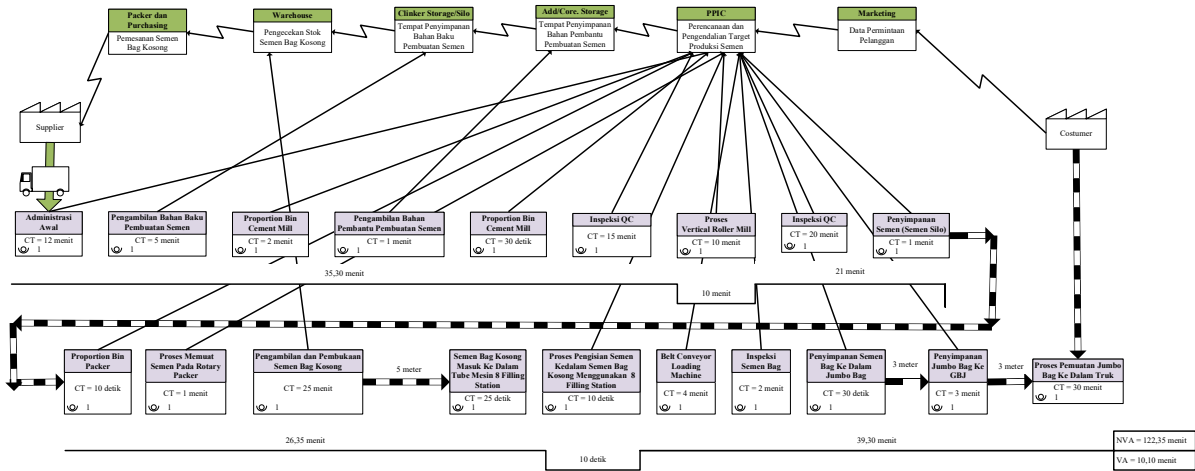 Packer dan
Purchasing
Pemesanan Semen
Bag Kosong
Warehouse
Pengecekan Stok
Semen Bag Kosong
Clinker Storage/Silo
Tempat Penyimpanan
Bahan Baku
Pembuatan Semen
Add/Core. Storage
Tempat Penyimpanan
Bahan Pembantu
Pembuatan Semen
PPIC
Perencanaan dan
Pengendalian Target
Produksi Semen
Marketing
Data Permintaan
Pelanggan
Supplier
Costumer
Administrasi
Awal
CT = 12 menit
1
Pengambilan Bahan Baku
Pembuatan Semen
CT = 5 menit
1
Proportion Bin
Cement Mill
CT = 2 menit
1
Pengambilan Bahan
Pembantu Pembuatan Semen
CT = 1 menit
1
Proportion Bin
Cement Mill
CT = 30 detik
1
Inspeksi QC
CT = 15 menit
1
Proses
Vertical Roller Mill
CT = 10 menit
1
Inspeksi QC
CT = 20 menit
1
Penyimpanan
Semen (Semen Silo)
CT = 1 menit
1
35,30 menit
10 menit
21 menit
Proportion Bin
Packer
CT = 10 detik
1
Proses Memuat
Semen Pada Rotary
Packer
CT = 1 menit
1
Pengambilan dan Pembukaan
Semen Bag Kosong
CT = 25 menit
1
5 meter
Semen Bag Kosong
Masuk Ke Dalam
Tube Mesin 8 Filling
Station
CT = 25 detik
1
Proses Pengisian Semen
Kedalam Semen Bag
Kosong Menggunakan 8
Filling Station
CT = 10 detik
1
Belt Conveyor
Loading
Machine
CT = 4 menit
1
Inspeksi
Semen Bag
CT = 2 menit
1
Penyimpanan Semen
Bag Ke Dalam
Jumbo Bag
CT = 30 detik
1
3 meter
Penyimpanan
Jumbo Bag Ke
GBJ
CT = 3 menit
1
3 meter
Proses Pemuatan Jumbo
Bag Ke Dalam Truk
CT = 30 menit
1
26,35 menit
10 detik
39,30 menit
NVA = 122,35 menit
VA = 10,10 menit